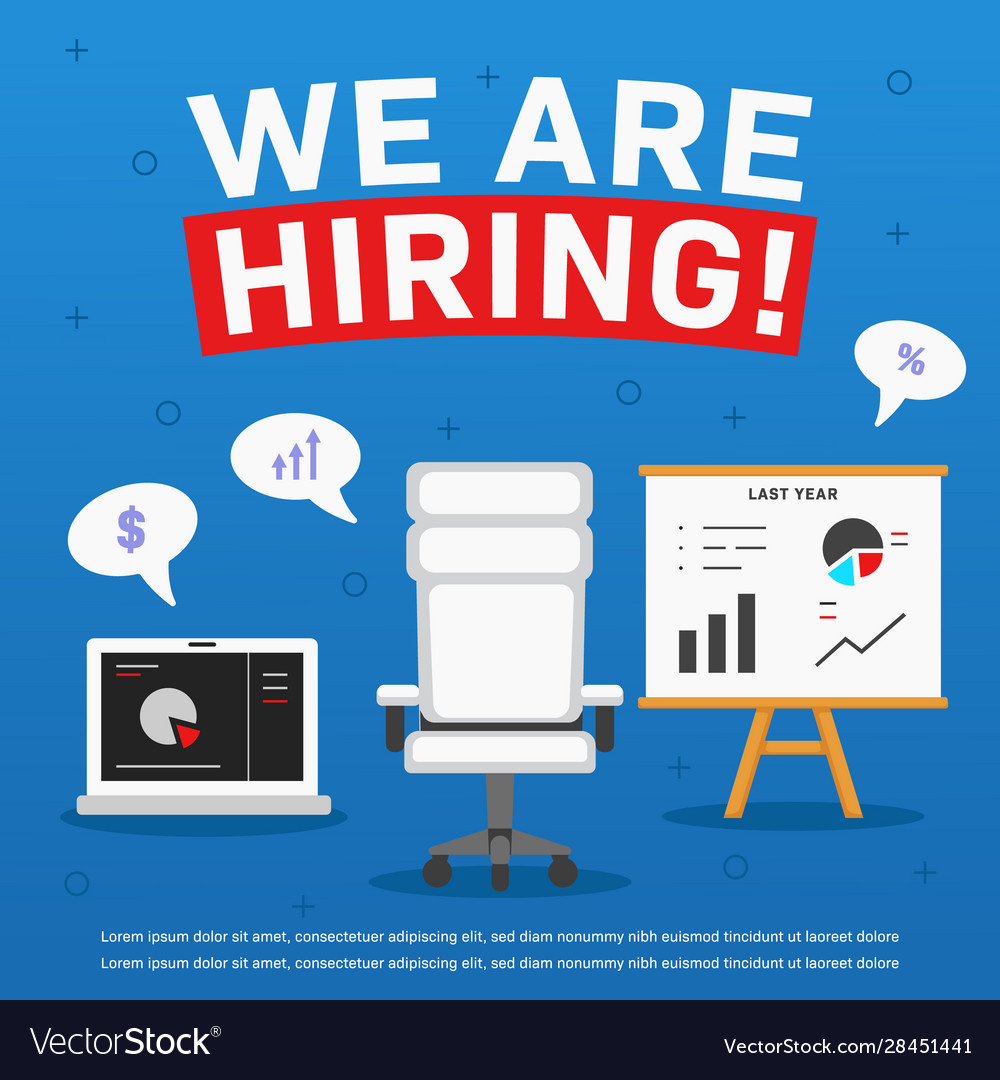 WE ARE
HIRING!
%
$
LAST YEAR
Lorem ipsum dolor sit amet, consectetuer adipiscing elit, sed diam nonummy nibh euismod tincidunt ut laoreet dolore
Lorem ipsum dolor sit amet, consectetuer adipiscing elit, sed diam nonummy nibh euismod tincidunt ut laoreet dolore
VectorStock®
VectorStock.com/28451441